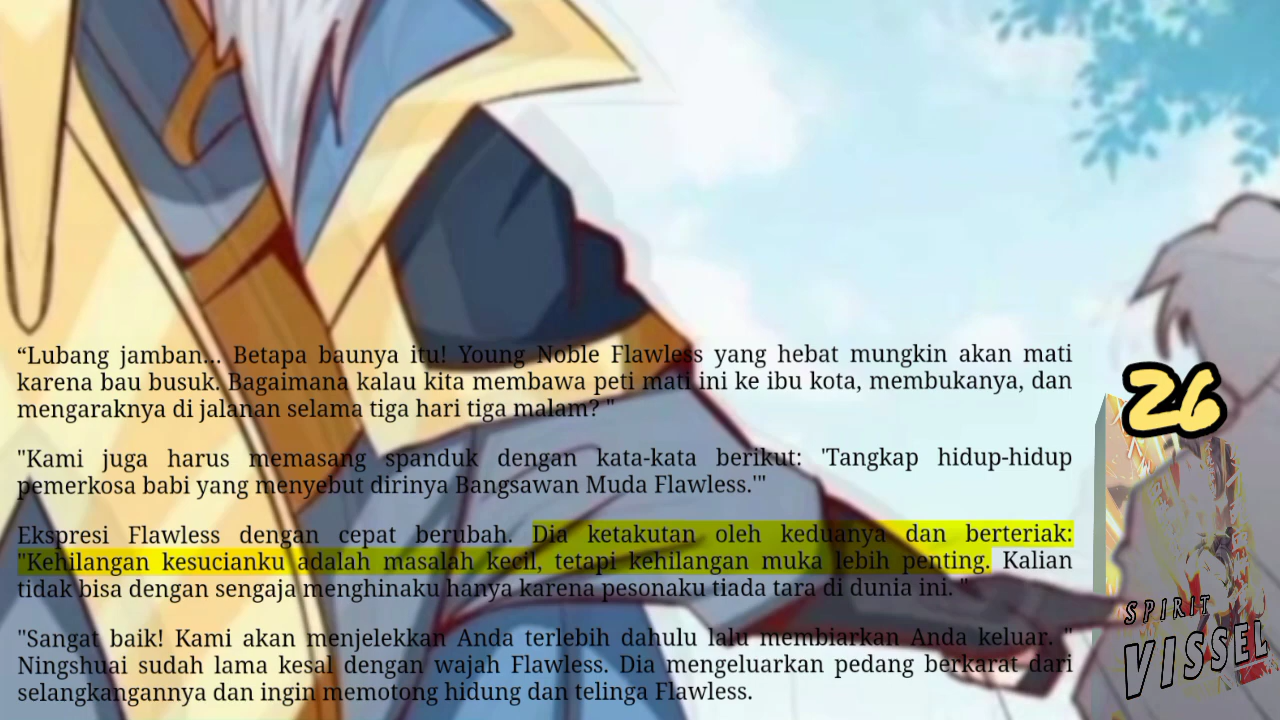 “Lubang jamban... Betapa baunya itu! Young Noble Flawless yang hebat mungkin akan mati
karena bau busuk. Bagaimana kalau kita membawa peti mati ini ke ibu kota, membukanya, dan
mengaraknya di jalanan selama tiga hari tiga malam? "
"Kami juga harus memasang spanduk dengan kata-kata berikut: 'Tangkap hidup-hidup
pemerkosa babi yang menyebut dirinya Bangsawan Muda Flawless.'"
Ekspresi Flawless dengan cepat berubah. Dia ketakutan oleh keduanya dan berteriak:
"Kehilangan kesucianku adalah masalah kecil, tetapi kehilangan muka lebih penting. Kalian
tidak bisa dengan sengaja menghinaku hanya karena pesonaku tiada tara di dunia ini. "
"Sangat baik! Kami akan menjelekkan Anda terlebih dahulu lalu membiarkan Anda keluar. "
Ningshuai sudah lama kesal dengan wajah Flawless. Dia mengeluarkan pedang berkarat dari
selangkangannya dan ingin memotong hidung dan telinga Flawless.
26
SPIRIT
VISSEL